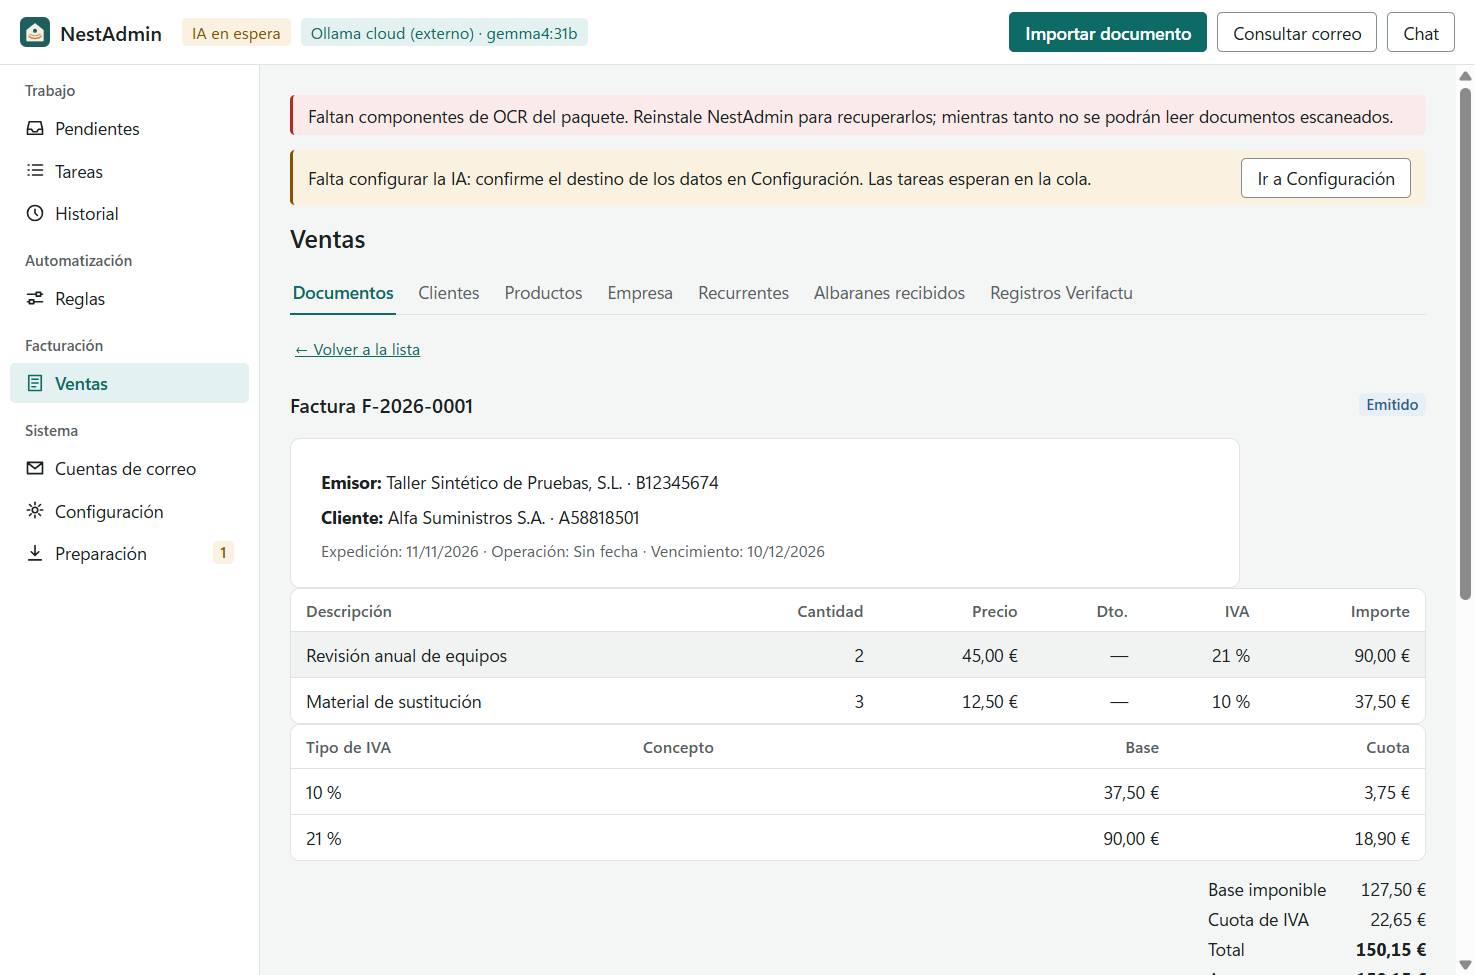 NestAdmin
IA en espera
Ollama cloud (externo) · gemma4:31b
Importar documento
Consultar correo
Chat
Trabajo
Pendientes
Tareas
Historial
Automatización
Reglas
Facturación
Ventas
Sistema
Cuentas de correo
Configuración
Preparación 1
Faltan componentes de OCR del paquete. Reinstale NestAdmin para recuperarlos; mientras tanto no se podrán leer documentos escaneados.
Falta configurar la IA: confirme el destino de los datos en Configuración. Las tareas esperan en la cola.
Ir a Configuración
Ventas
Documentos Clientes Productos Empresa Recurrentes Albaranes recibidos Registros Verifactu
← Volver a la lista
Factura F-2026-0001
Emitido
Emisor: Taller Sintético de Pruebas, S.L. · B12345674
Cliente: Alfa Suministros S.A. · A58818501
Expedición: 11/11/2026 · Operación: Sin fecha · Vencimiento: 10/12/2026
Descripción Cantidad Precio Dto. IVA Importe
Revisión anual de equipos 2 45,00 € — 21 % 90,00 €
Material de sustitución 3 12,50 € — 10 % 37,50 €
Tipo de IVA Concepto Base Cuota
10 % 37,50 € 3,75 €
21 % 90,00 € 18,90 €
Base imponible 127,50 €
Cuota de IVA 22,65 €
Total 150,15 €